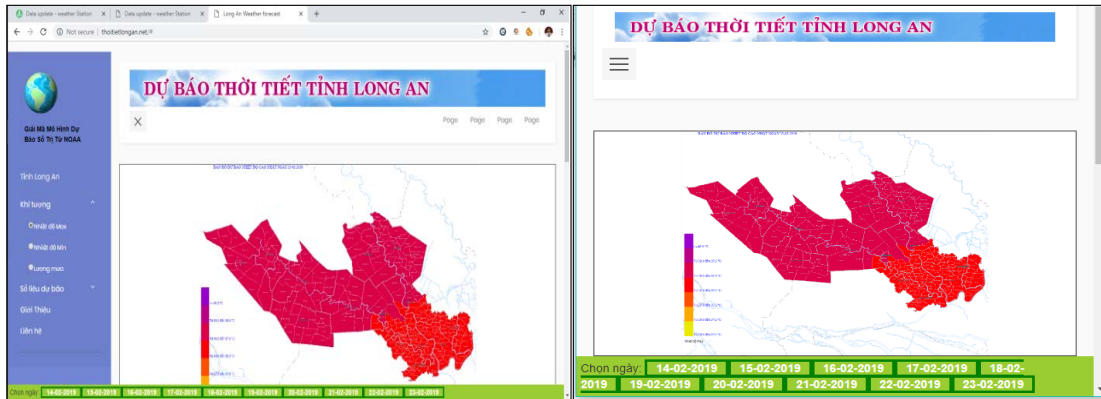 Data update - weather Station
Data update - weather Station
Long An Weather forecast
Not secure | thoitietlongan.net/#
DỰ BÁO THỜI TIẾT TỈNH LONG AN
Page Page Page Page
Giải Mã Mô Hình Dự
Báo Số Trị Từ NOAA
Tỉnh Long An
Khí tượng
Nhiệt độ Max
Nhiệt độ Min
Lượng mưa
Số liệu dự báo
Giới Thiệu
Liên hệ
Chọn ngày: 14-02-2019 15-02-2019 16-02-2019 17-02-2019 18-02-2019 19-02-2019 20-02-2019 21-02-2019 22-02-2019 23-02-2019
DỰ BÁO THỜI TIẾT TỈNH LONG AN
Chọn ngày: 14-02-2019 15-02-2019 16-02-2019 17-02-2019 18-02-
2019 19-02-2019 20-02-2019 21-02-2019 22-02-2019 23-02-2019